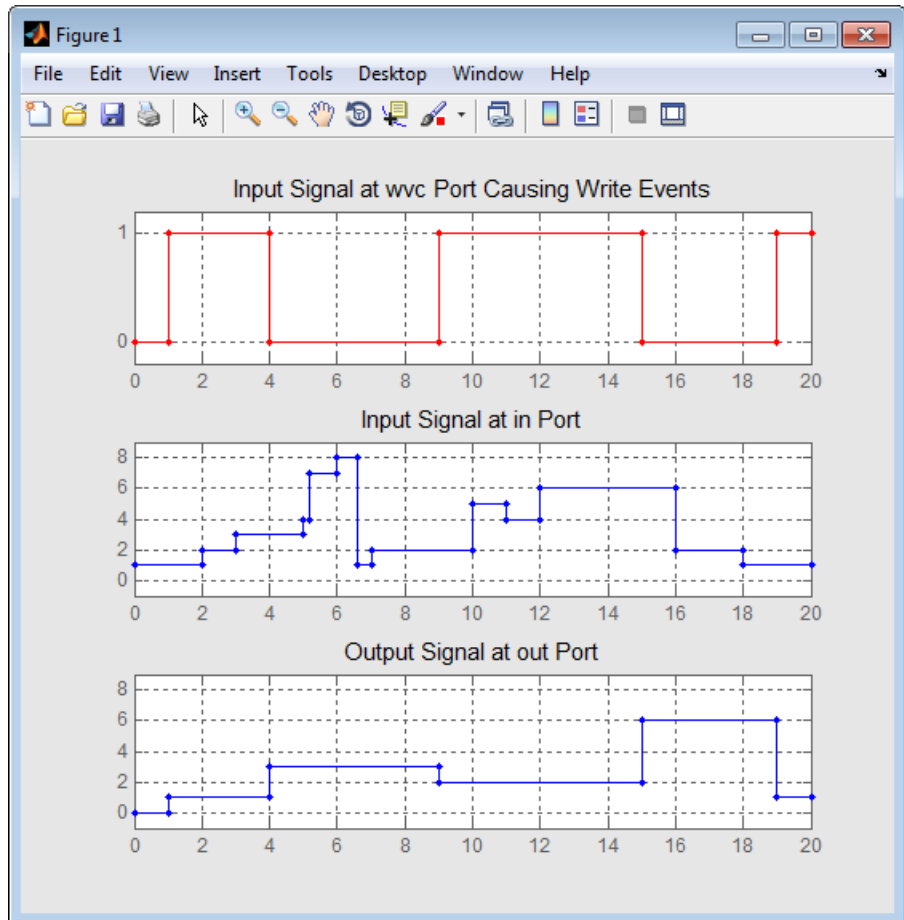 Figure 1
File Edit View Insert Tools Desktop Window Help
Input Signal at wvc Port Causing Write Events
1
0
0 2 4 6 8 10 12 14 16 18 20
Input Signal at in Port
8
6
4
2
0
0 2 4 6 8 10 12 14 16 18 20
Output Signal at out Port
8
6
4
2
0
0 2 4 6 8 10 12 14 16 18 20